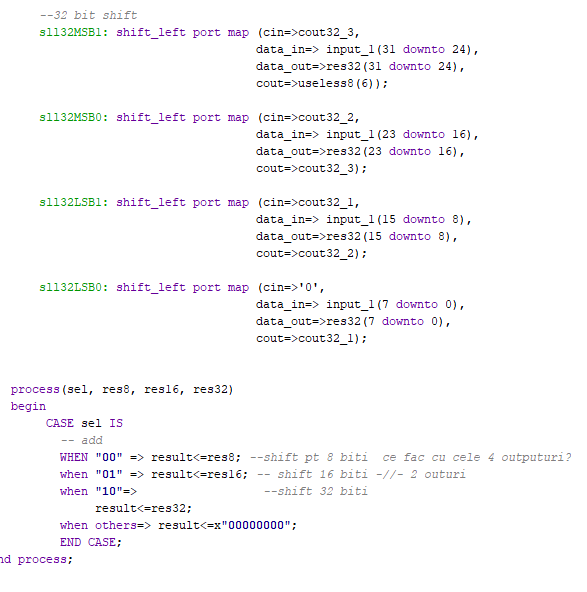 --32 bit shift
sll32MSB1: shift_left port map (cin=>cout32_3,
data_in=> input_1(31 downto 24),
data_out=>res32(31 downto 24),
cout=>useless8(6));
sll32MSB0: shift_left port map (cin=>cout32_2,
data_in=> input_1(23 downto 16),
data_out=>res32(23 downto 16),
cout=>cout32_3);
sll32LSB1: shift_left port map (cin=>cout32_1,
data_in=> input_1(15 downto 8),
data_out=>res32(15 downto 8),
cout=>cout32_2);
sll32LSB0: shift_left port map (cin=>'0',
data_in=> input_1(7 downto 0),
data_out=>res32(7 downto 0),
cout=>cout32_1);
process(sel, res8, res16, res32)
begin
CASE sel IS
-- add
WHEN "00" => result<=res8; --shift pt 8 biti  ce fac cu cele 4 outputuri?
when "01" => result<=res16; -- shift 16 biti -//- 2 outuri
when "10"=>                  --shift 32 biti
result<=res32;
when others=> result<=x"00000000";
END CASE;
nd process;